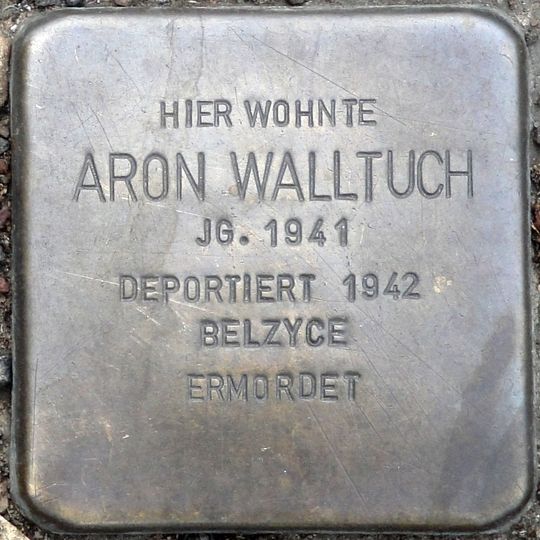 HIER WOHNTE
ARON WALLTUCH
JG. 1941
DEPORTIERT 1942
BELZYCE
ERMORDET